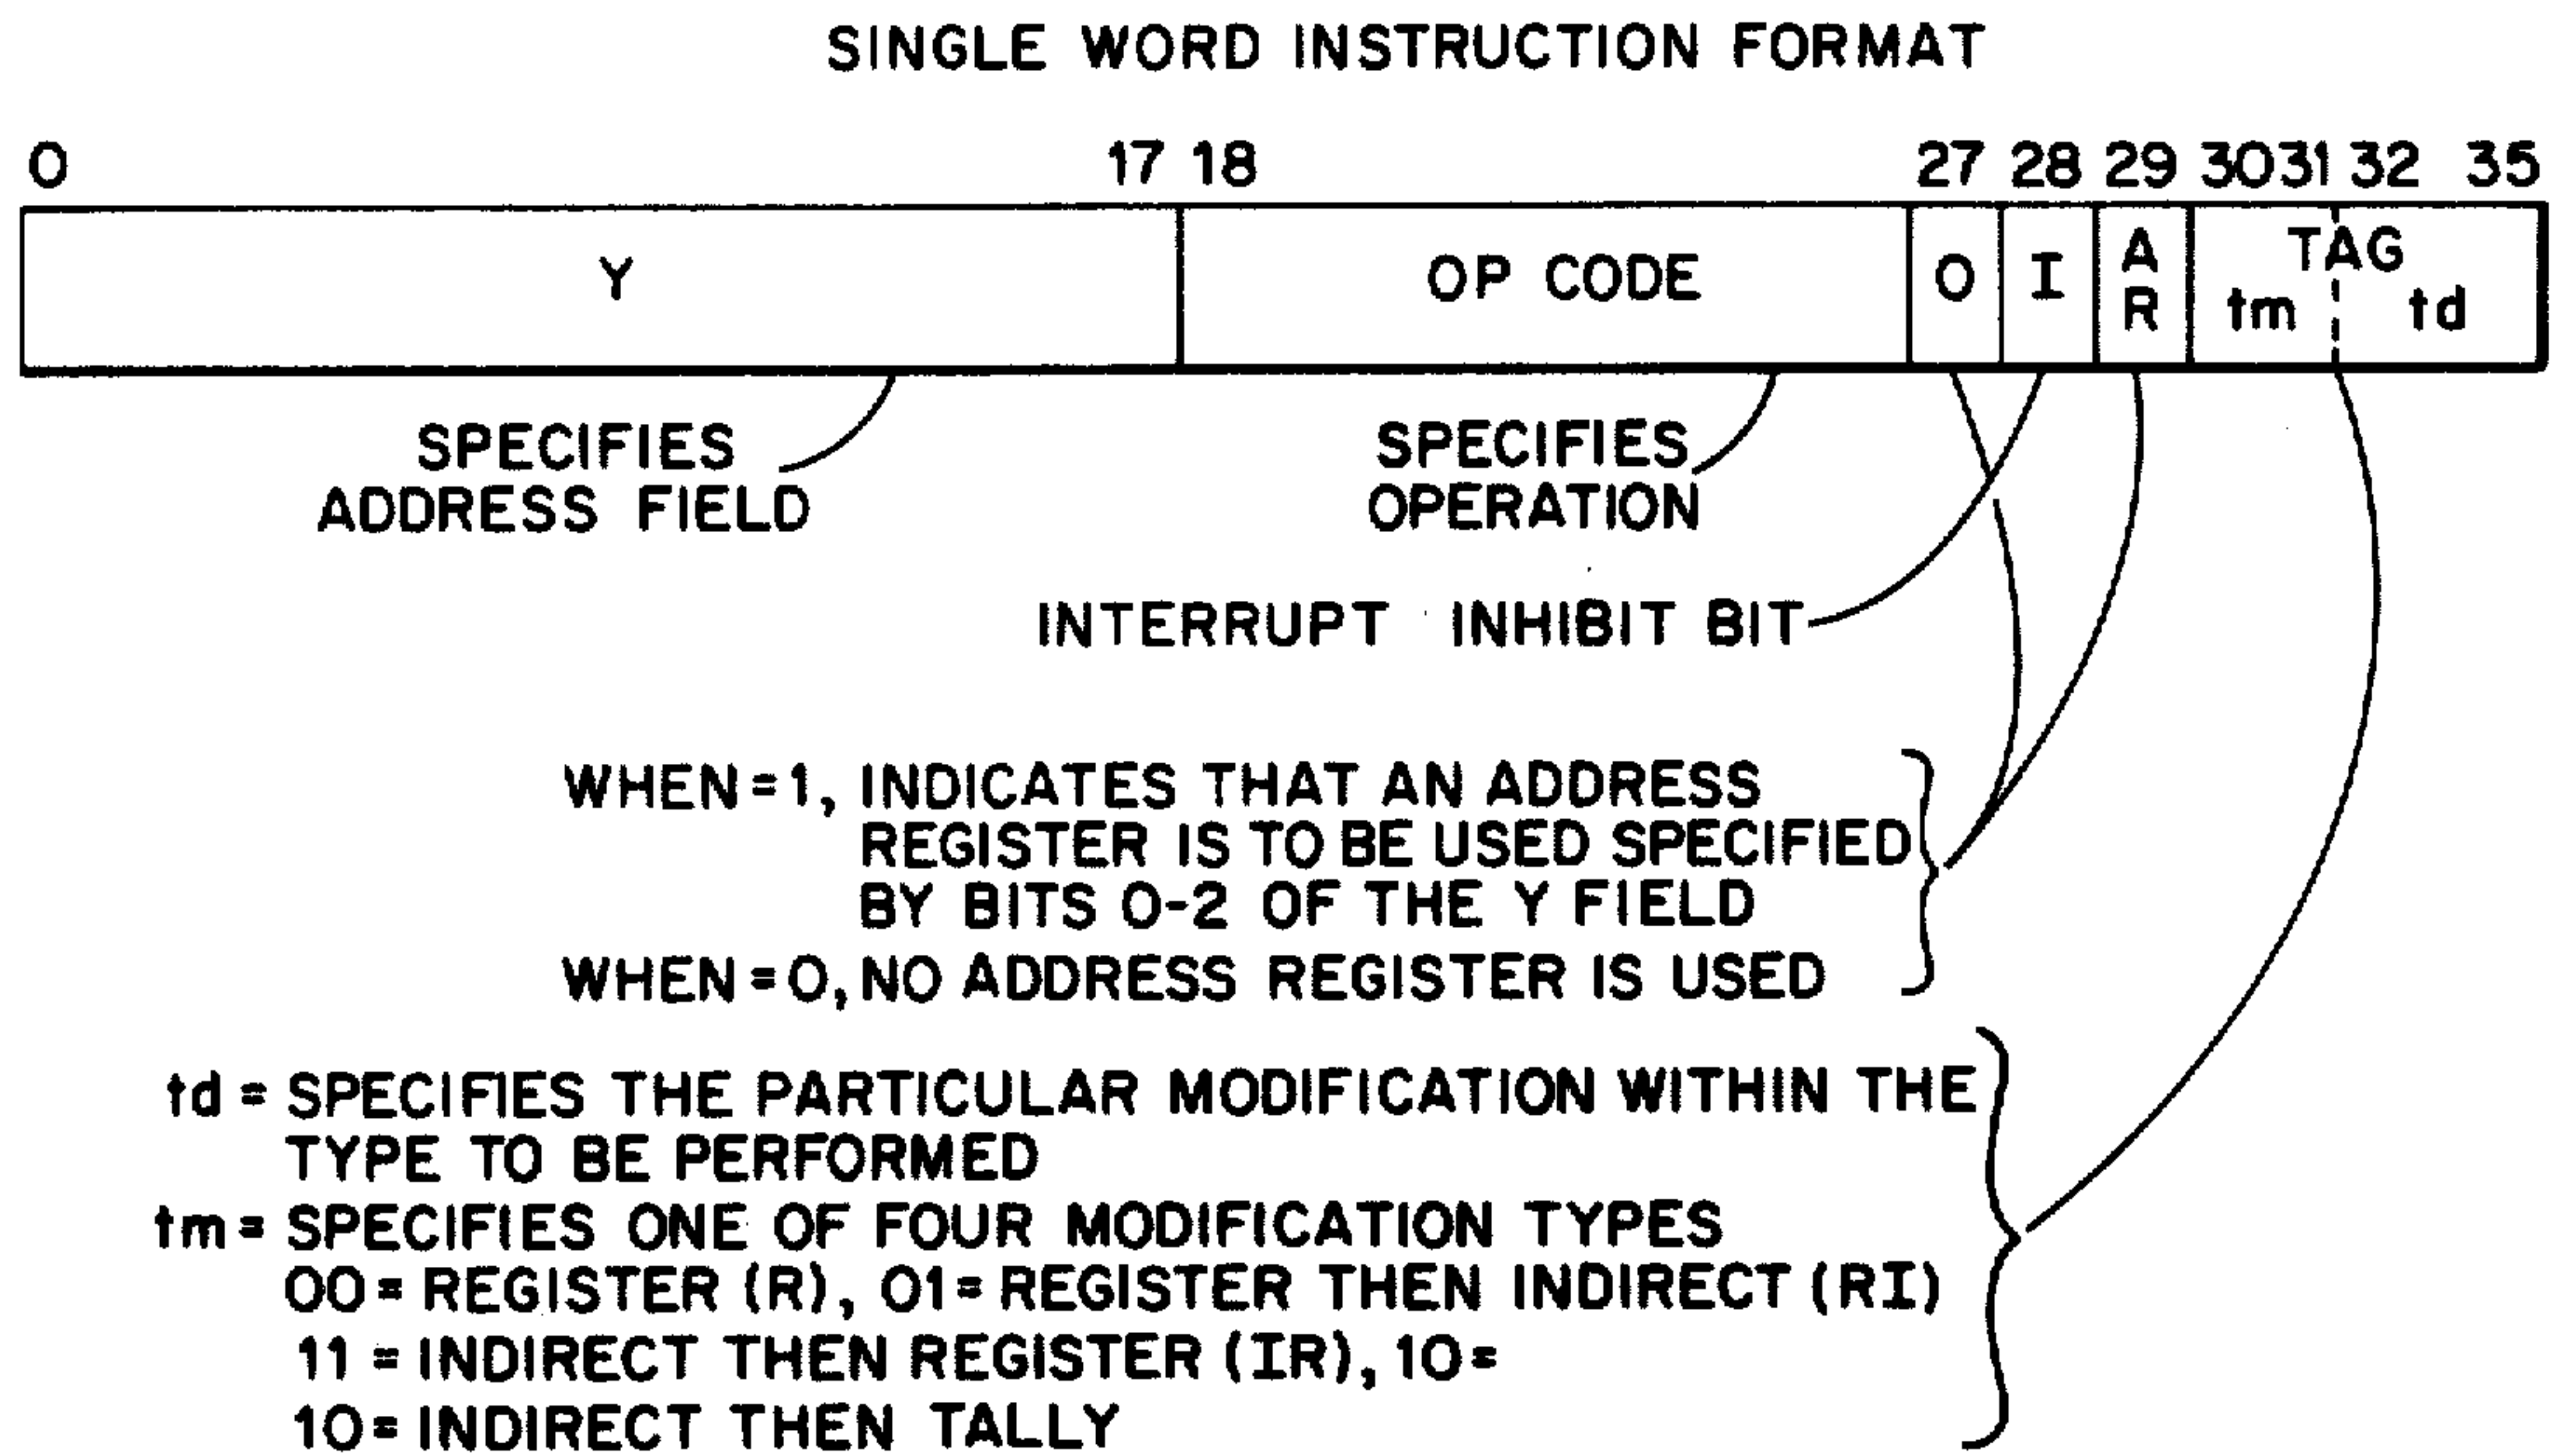 SINGLE WORD INSTRUCTION FORMAT
0 17 18 27 28 29 30 31 32 35
Y OP CODE O I A R TAG
tm td
SPECIFIES
ADDRESS FIELD
SPECIFIES
OPERATION
INTERRUPT INHIBIT BIT
WHEN=1, INDICATES THAT AN ADDRESS
REGISTER IS TO BE USED SPECIFIED
BY BITS 0-2 OF THE Y FIELD
WHEN=0, NO ADDRESS REGISTER IS USED
td = SPECIFIES THE PARTICULAR MODIFICATION WITHIN THE
TYPE TO BE PERFORMED
tm = SPECIFIES ONE OF FOUR MODIFICATION TYPES
00 = REGISTER (R), 01 = REGISTER THEN INDIRECT (RI)
11 = INDIRECT THEN REGISTER (IR), 10 =
10 = INDIRECT THEN TALLY